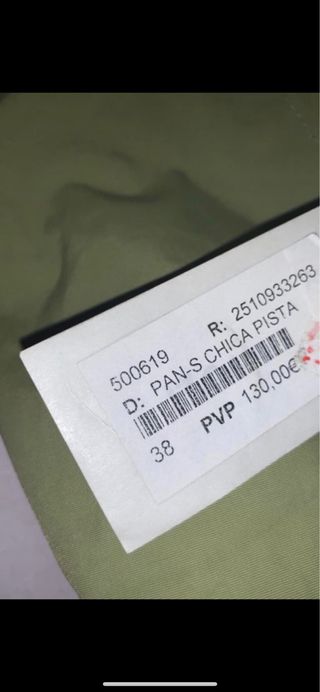 500619 R: 2510933263
D: PAN-S CHICA PISTA
38 PVP 130,00€